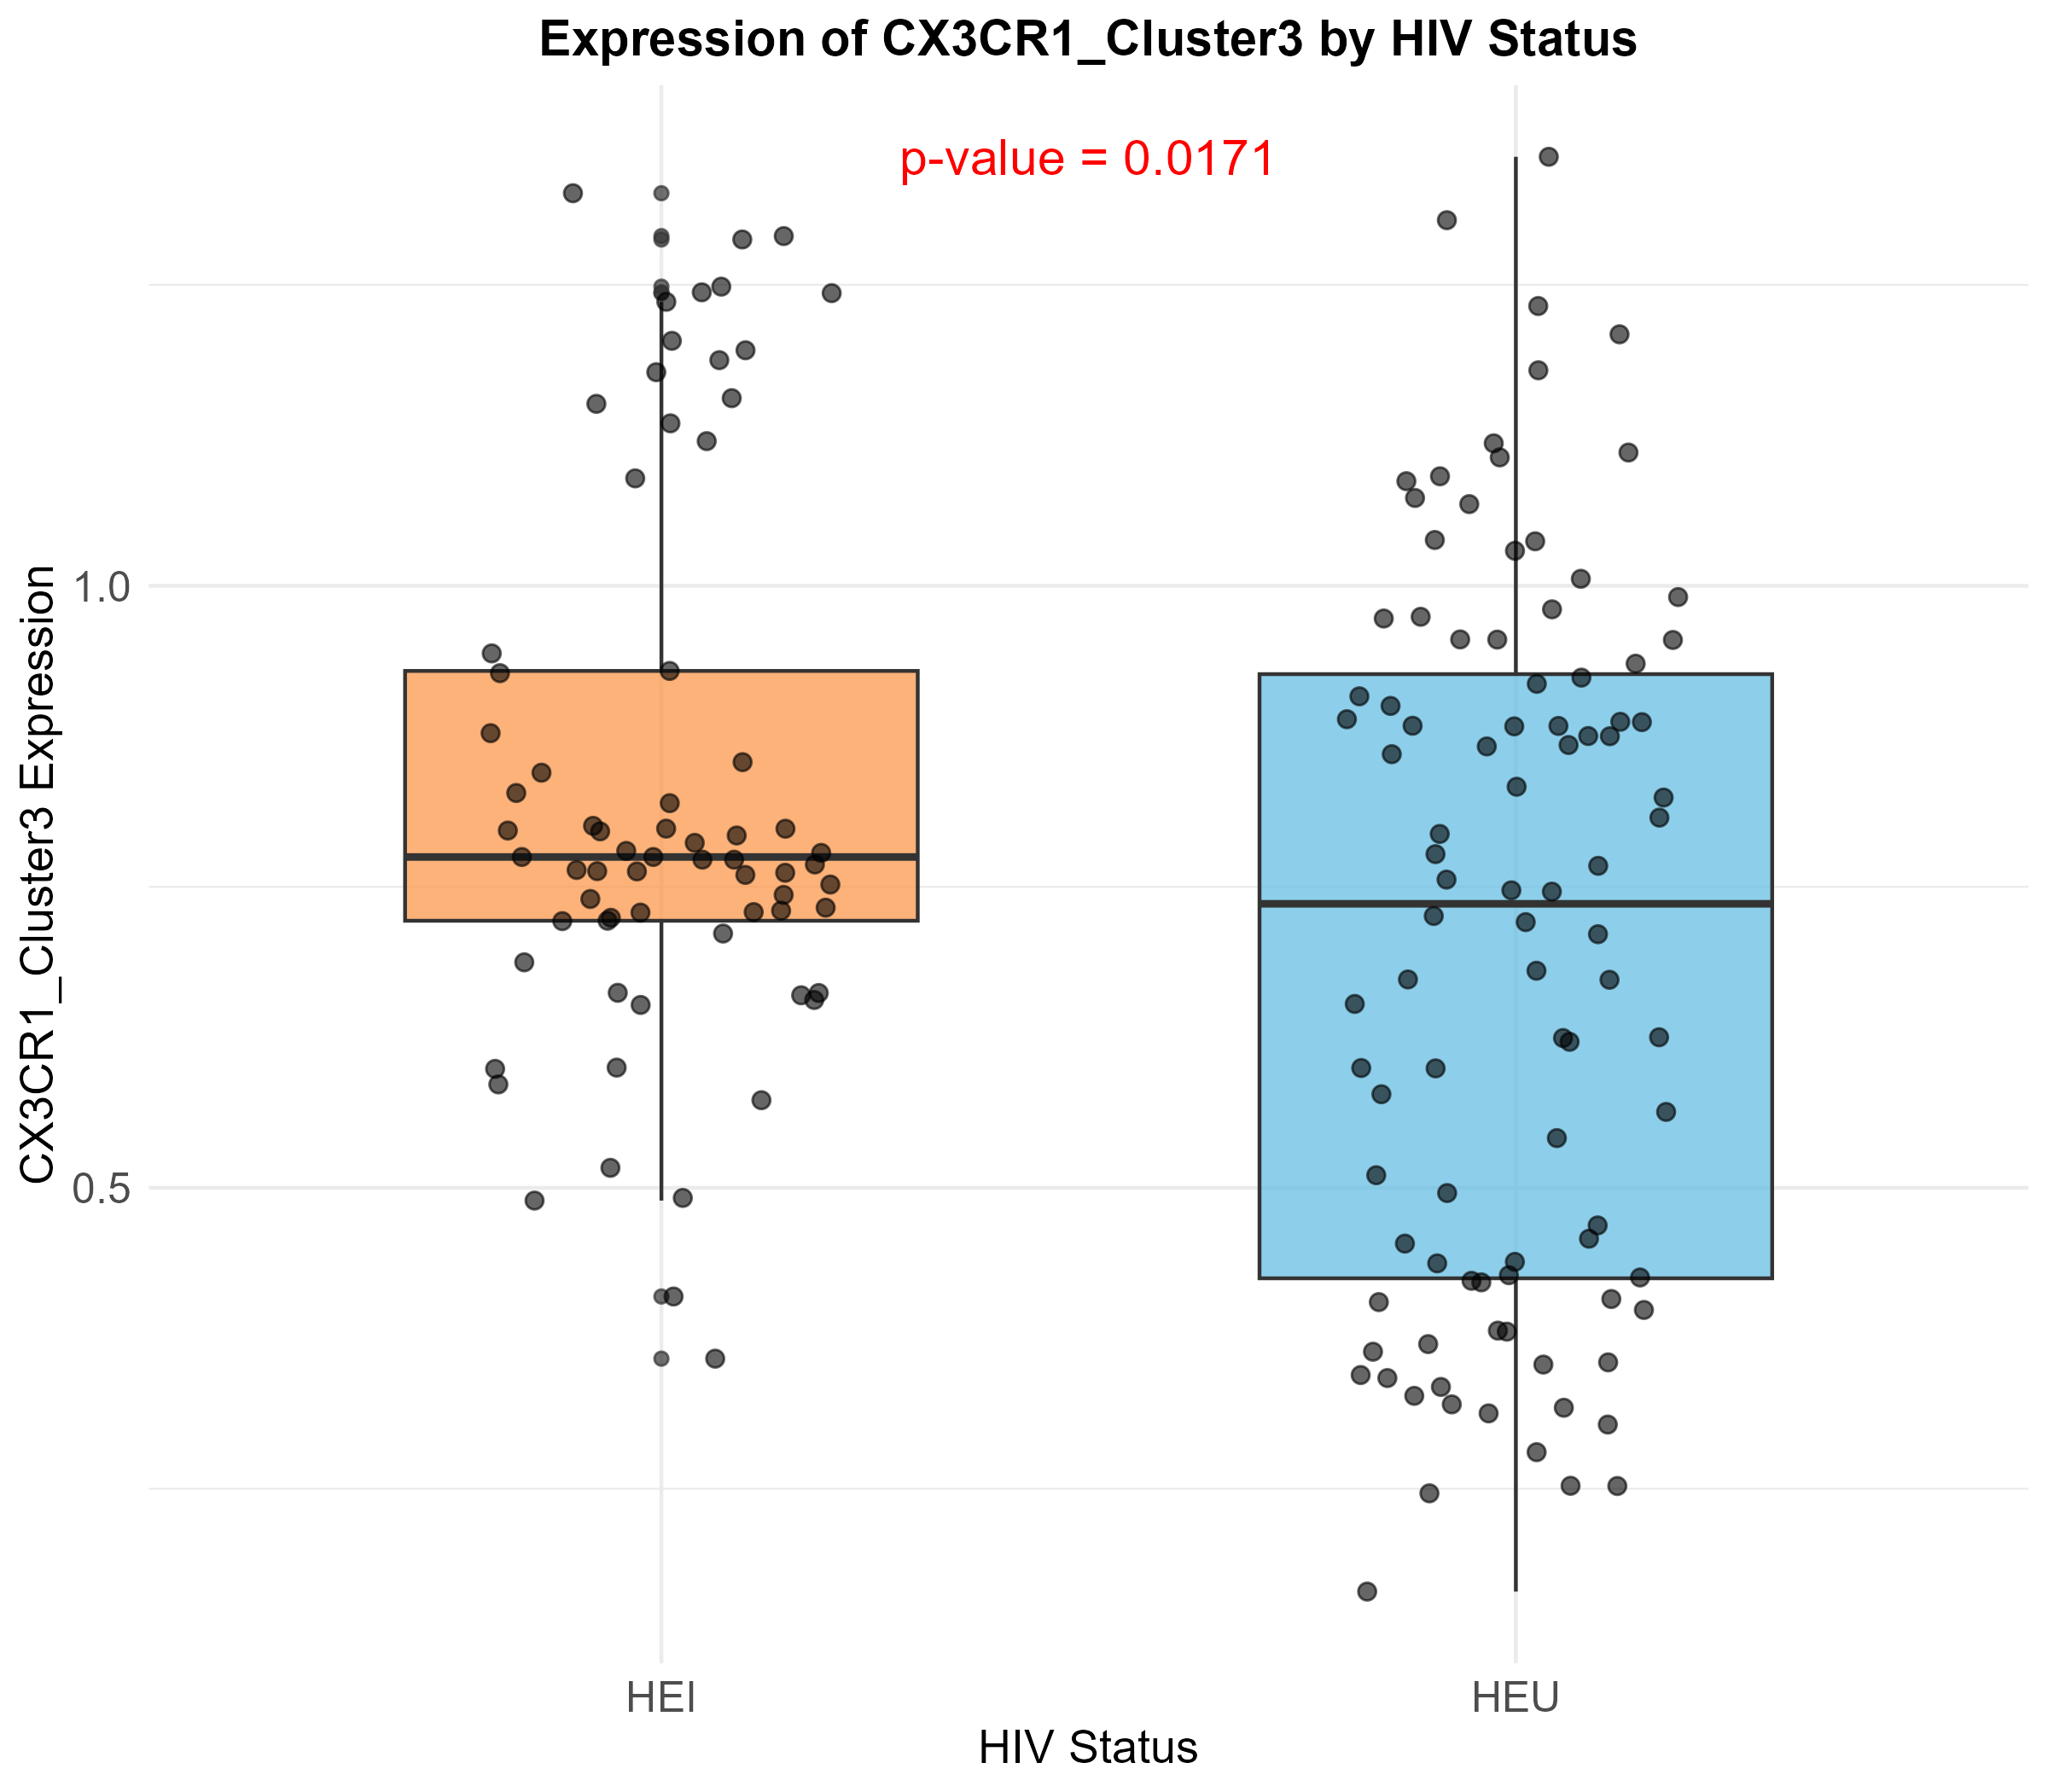 Expression of CX3CR1_Cluster3 by HIV Status
p-value = 0.0171
CX3CR1_Cluster3 Expression
1.0
0.5
HEI
HEU
HIV Status